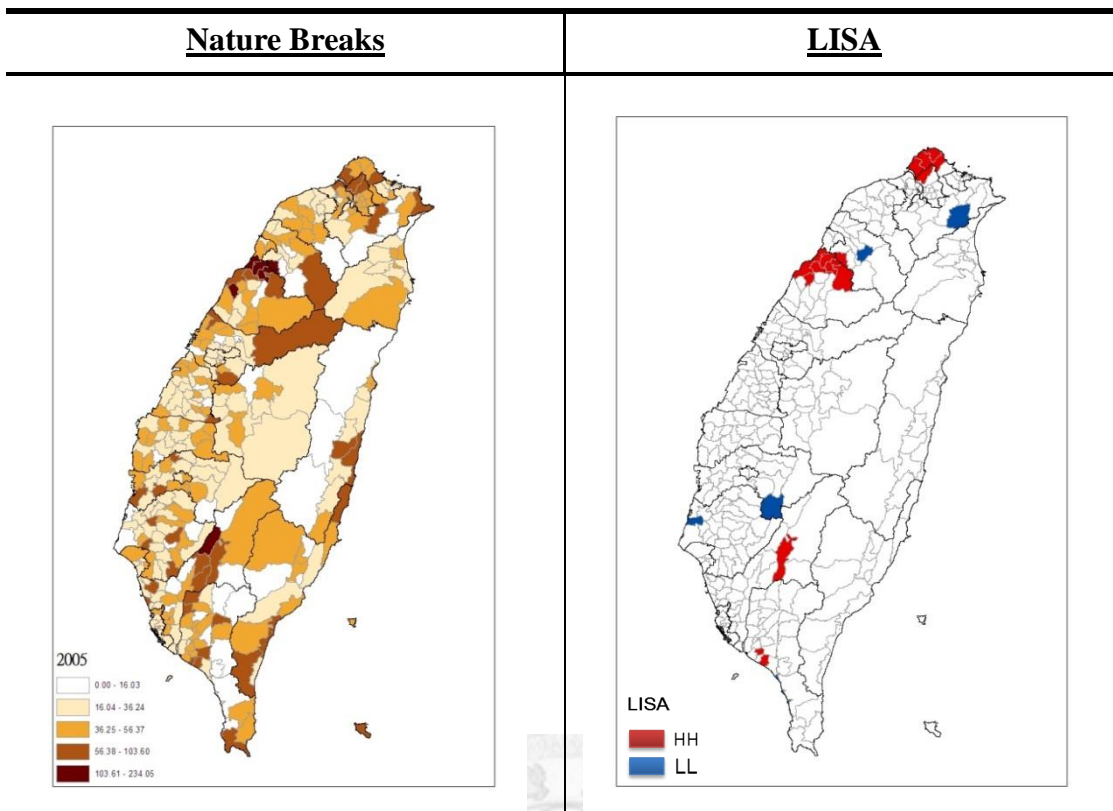 Nature Breaks
LISA
2005
0.00 - 16.03
16.04 - 36.24
36.25 - 56.37
56.38 - 103.60
103.61 - 234.05
LISA
HH
LL